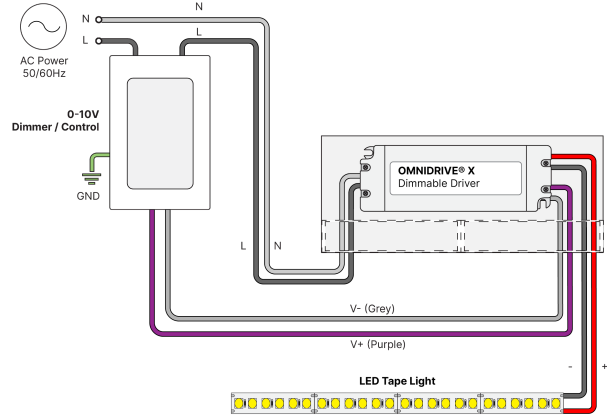 N
N
L
L
AC Power
50/60Hz
0-10V
Dimmer / Control
GND
OMNIDRIVE® X
Dimmable Driver
L
N
V- (Grey)
V+ (Purple)
-
+
LED Tape Light